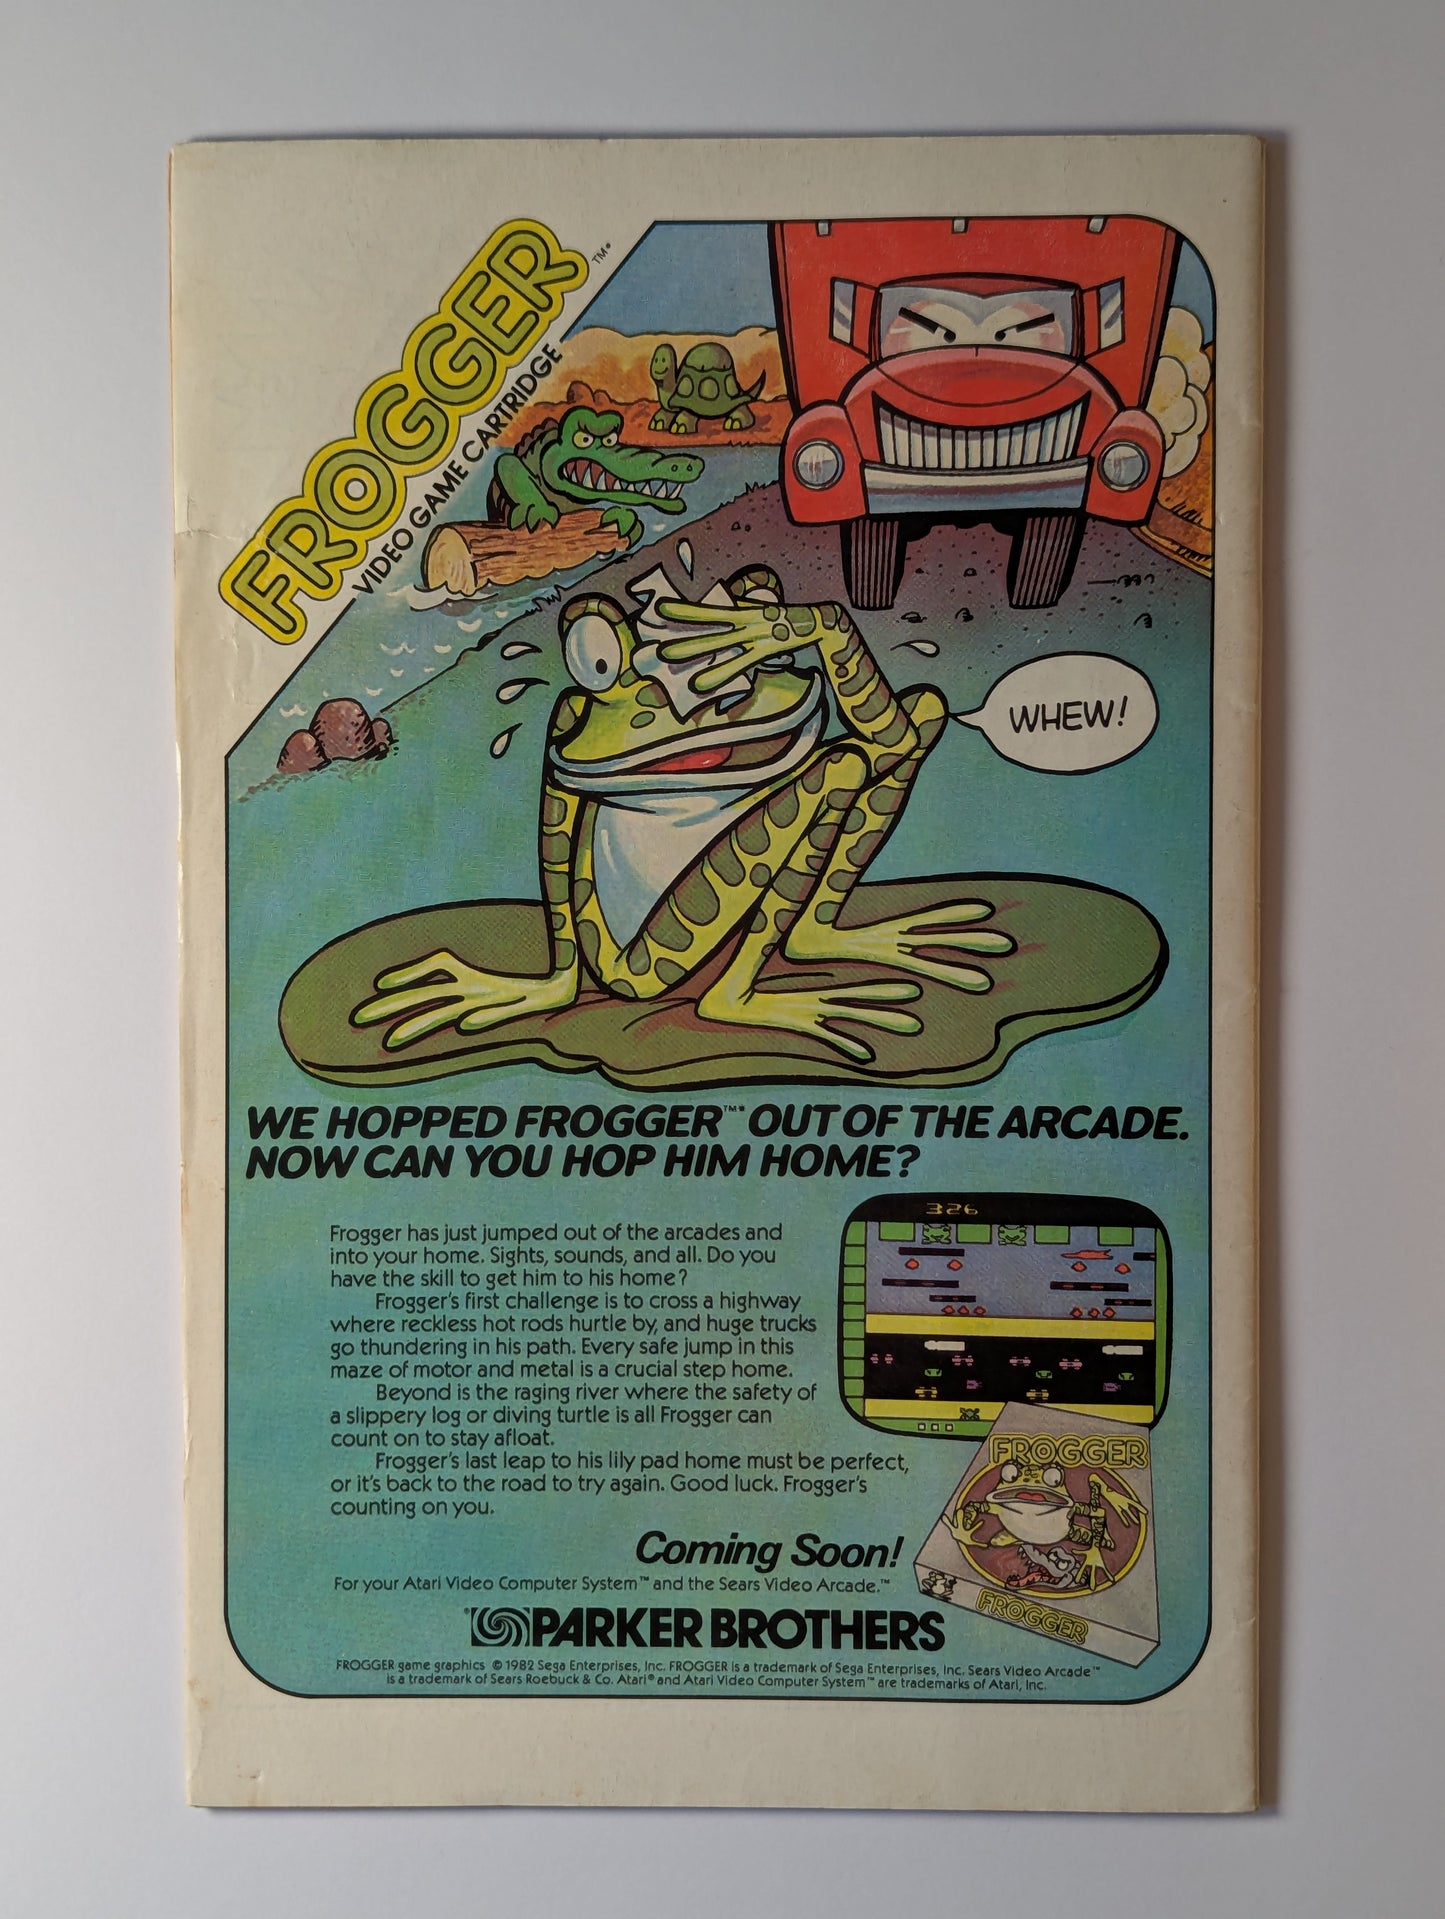 FROGGER™*
VIDEO GAME CARTRIDGE
WHEW!
WE HOPPED FROGGER™* OUT OF THE ARCADE.
NOW CAN YOU HOP HIM HOME?
326
Frogger has just jumped out of the arcades and
into your home. Sights, sounds, and all. Do you
have the skill to get him to his home?
Frogger's first challenge is to cross a highway
where reckless hot rods hurtle by, and huge trucks
go thundering in his path. Every safe jump in this
maze of motor and metal is a crucial step home.
Beyond is the raging river where the safety of
a slippery log or diving turtle is all Frogger can
count on to stay afloat.
Frogger's last leap to his lily pad home must be perfect,
or it's back to the road to try again. Good luck. Frogger's
counting on you.
FROGGER
FROGGER
Coming Soon!
For your Atari Video Computer System™ and the Sears Video Arcade.™
PARKER BROTHERS
FROGGER game graphics © 1982 Sega Enterprises, Inc. FROGGER is a trademark of Sega Enterprises, Inc. Sears Video Arcade™
is a trademark of Sears Roebuck & Co. Atari® and Atari Video Computer System™ are trademarks of Atari, Inc.